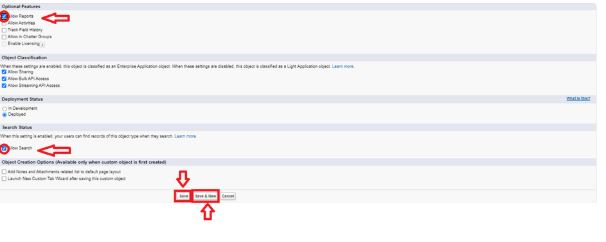 Optional Features
Allow Reports
Allow Activities
Track Field History
Allow in Chatter Groups
Enable Licensing i
Object Classification
When these settings are enabled, this object is classified as an Enterprise Application object. When these settings are disabled, this object is classified as a Light Application object. Learn more.
Allow Sharing
Allow Bulk API Access
Allow Streaming API Access
Deployment Status
What is this?
In Development
Deployed
Search Status
When this setting is enabled, your users can find records of this object type when they search. Learn more.
Allow Search
Object Creation Options (Available only when custom object is first created)
Add Notes and Attachments related list to default page layout
Launch New Custom Tab Wizard after saving this custom object
Save Save & New Cancel